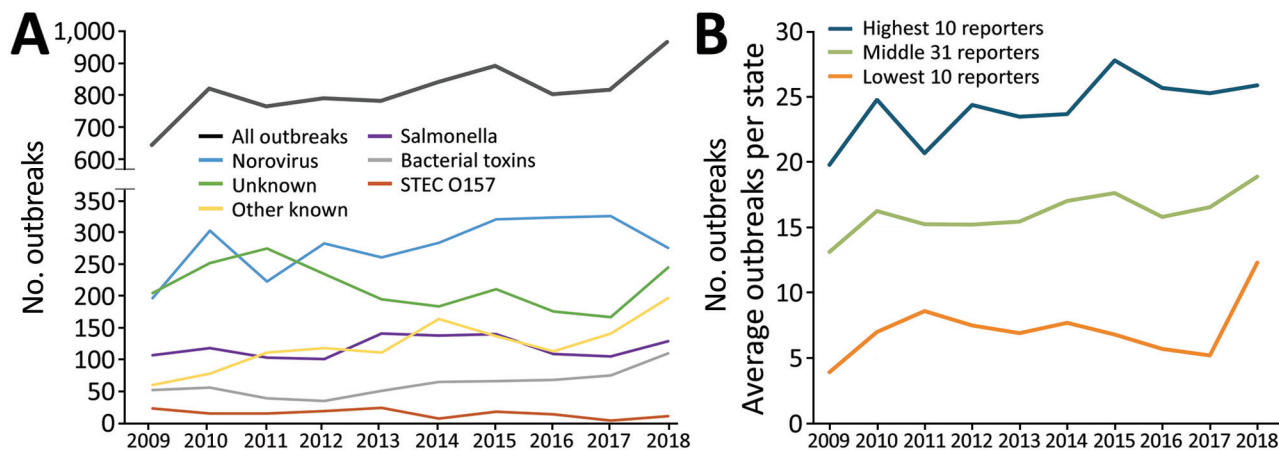 A
No. outbreaks
1,000
900
800
700
600
350
300
250
200
150
100
50
0
All outbreaks
Norovirus
Unknown
Other known
Salmonella
Bacterial toxins
STEC O157
2009 2010 2011 2012 2013 2014 2015 2016 2017 2018
B
No. outbreaks
Average outbreaks per state
30
25
20
15
10
5
0
Highest 10 reporters
Middle 31 reporters
Lowest 10 reporters
2009 2010 2011 2012 2013 2014 2015 2016 2017 2018